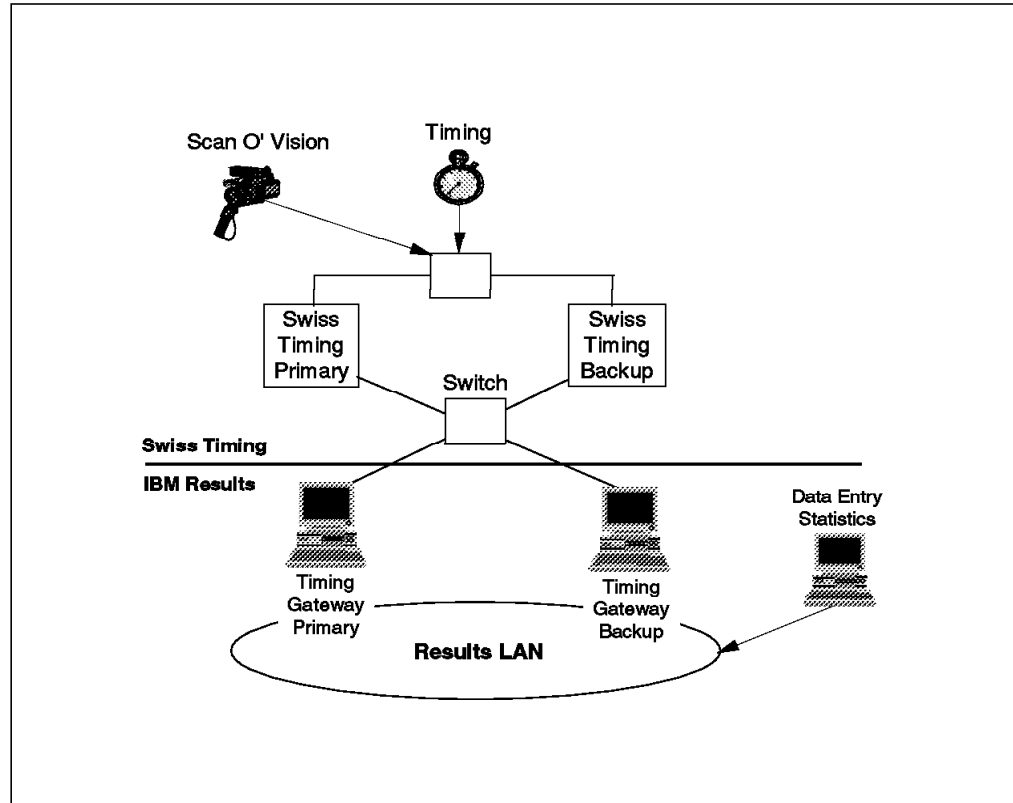 Timing
Scan O' Vision
Swiss
Timing
Primary
Swiss
Timing
Backup
Switch
Swiss Timing
IBM Results
Data Entry
Statistics
Timing
Gateway
Primary
Timing
Gateway
Backup
Results LAN